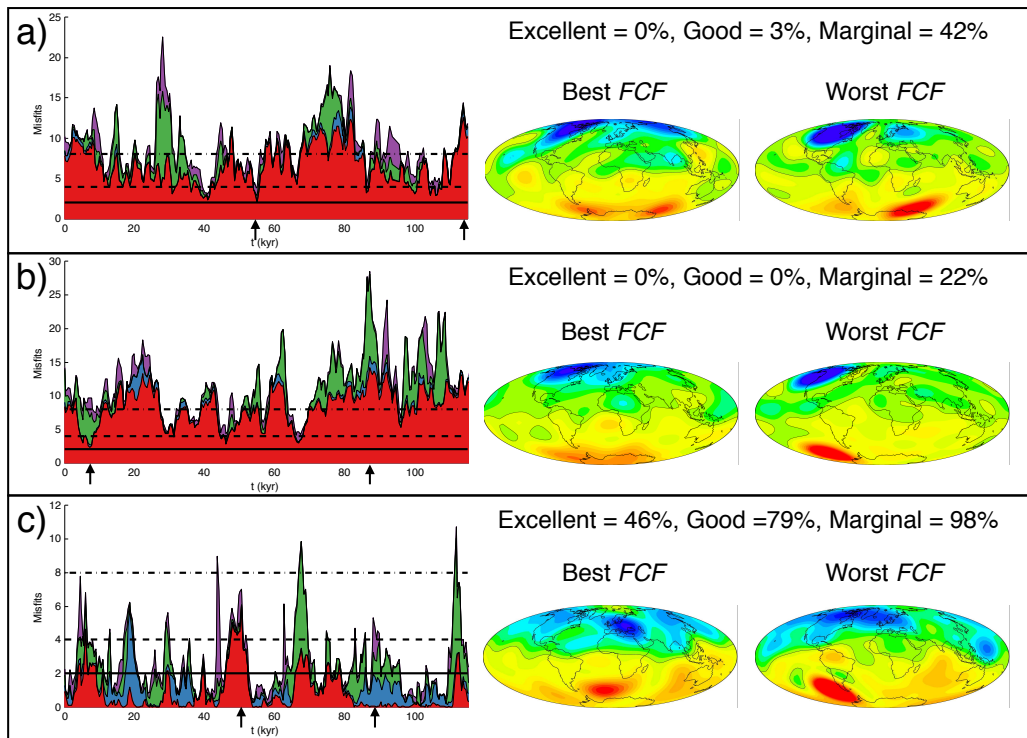 a)
Excellent = 0%, Good = 3%, Marginal = 42%
Best FCF
Worst FCF
Misfits
25
20
15
10
5
0
0 20 40 60 80 100
t (kyr)
b)
Excellent = 0%, Good = 0%, Marginal = 22%
Best FCF
Worst FCF
Misfits
30
25
20
15
10
5
0
0 20 40 60 80 100
t (kyr)
c)
Excellent = 46%, Good =79%, Marginal = 98%
Best FCF
Worst FCF
Misfits
12
10
8
6
4
2
0
0 20 40 60 80 100
t (kyr)